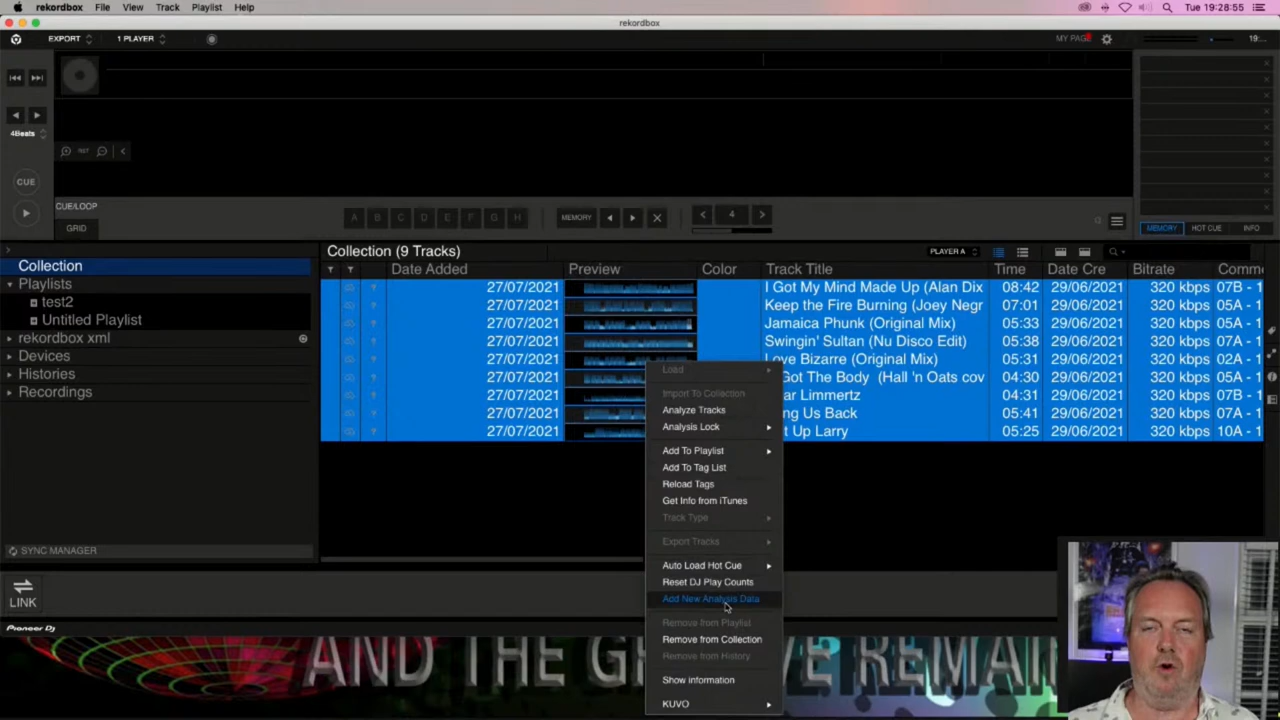 rekordbox File View Track Playlist Help
Tue 19:28:55
rekordbox
EXPORT
1 PLAYER
MY PAGE
19:...
4Beats
RST
CUE
CUE/LOOP
GRID
A B C D E F G H
MEMORY
4
MEMORY HOT CUE INFO
Collection
Playlists
test2
Untitled Playlist
rekordbox xml
Devices
Histories
Recordings
SYNC MANAGER
LINK
Pioneer Dj
Collection (9 Tracks)
PLAYER A
Date Added Preview Color Track Title Time Date Cre Bitrate Comme
27/07/2021 I Got My Mind Made Up (Alan Dix 08:42 29/06/2021 320 kbps 07B - 1
27/07/2021 Keep the Fire Burning (Joey Negr 07:01 29/06/2021 320 kbps 05A - 1
27/07/2021 Jamaica Phunk (Original Mix) 05:33 29/06/2021 320 kbps 05A - 1
27/07/2021 Swingin' Sultan (Nu Disco Edit) 05:38 29/06/2021 320 kbps 08A - 1
27/07/2021 Love Bizarre (Original Mix) 05:31 29/06/2021 320 kbps 02A - 1
27/07/2021 Got The Body (Hall 'n Oats cov 04:30 29/06/2021 320 kbps 05A - 1
27/07/2021 ar Limmertz 04:31 29/06/2021 320 kbps 07B - 1
27/07/2021 ng Us Back 05:41 29/06/2021 320 kbps 06A - 1
27/07/2021 t Up Larry 05:25 29/06/2021 320 kbps 10A - 1
Load
Import To Collection
Analyze Tracks
Analysis Lock
Add To Playlist
Add To Tag List
Reload Tags
Get Info from iTunes
Track Type
Export Tracks
Auto Load Hot Cue
Reset DJ Play Counts
Add New Analysis Data
Remove from Playlist
Remove from Collection
Remove from History
Show information
KUVO
AND THE G VE REMA